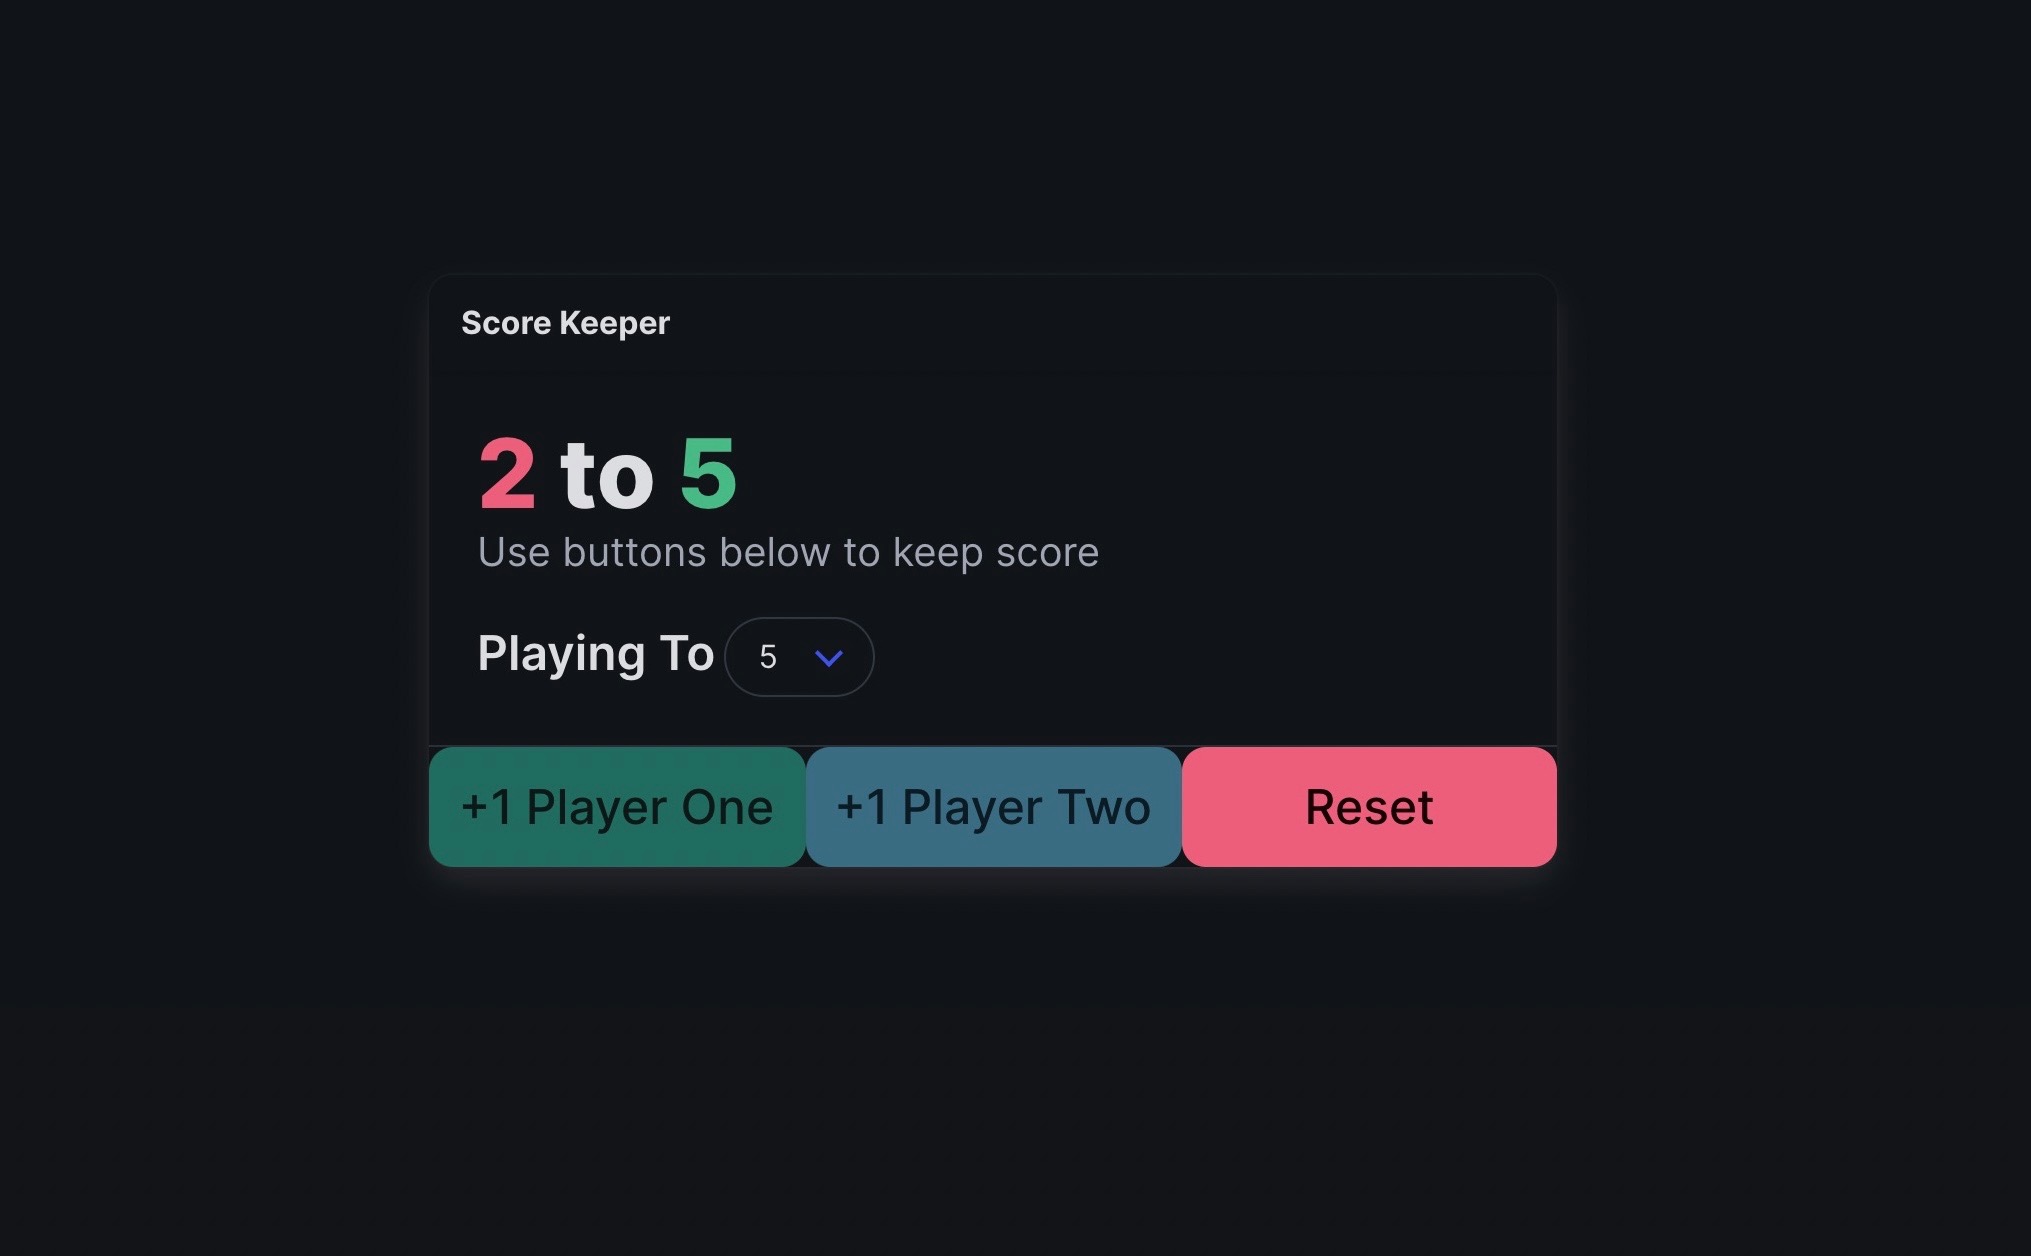 Score Keeper
2 to 5
Use buttons below to keep score
Playing To 5
+1 Player One +1 Player Two Reset